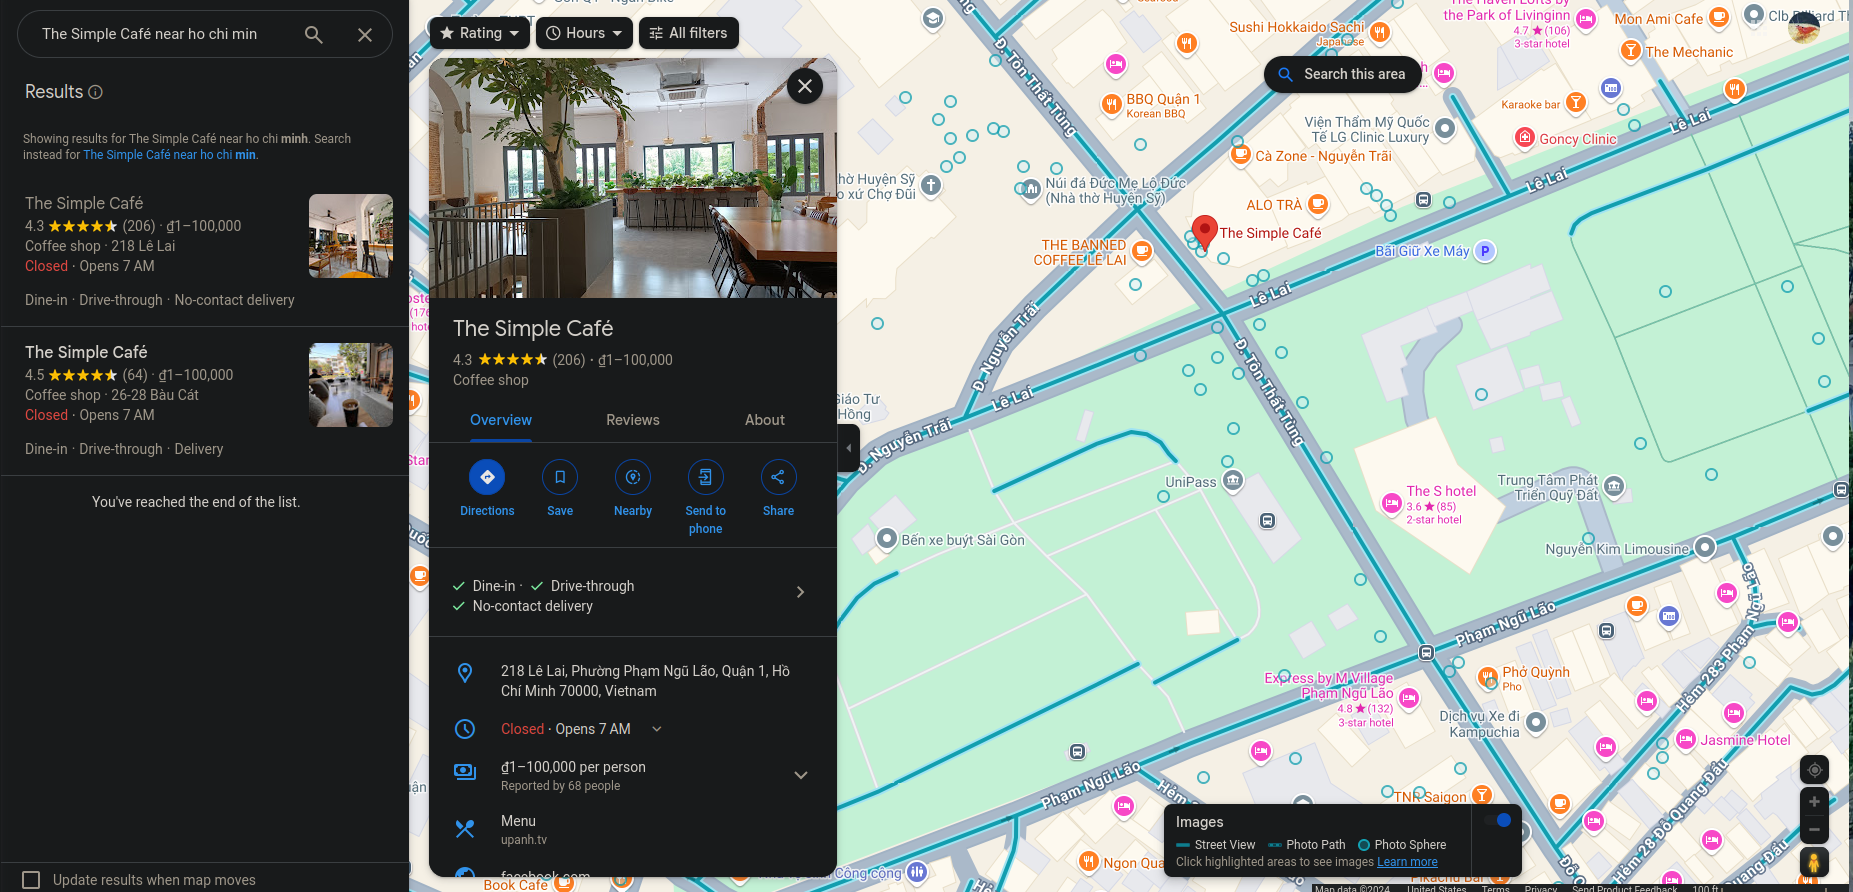 The Simple Café near ho chi min
Results
Showing results for The Simple Café near ho chi minh. Search
instead for The Simple Café near ho chi min.
The Simple Café
4.3 (206) · ₫1–100,000
Coffee shop · 218 Lê Lai
Closed · Opens 7 AM
Dine-in · Drive-through · No-contact delivery
The Simple Café
4.5 (64) · ₫1–100,000
Coffee shop · 26-28 Bàu Cát
Closed · Opens 7 AM
Dine-in · Drive-through · Delivery
You've reached the end of the list.
Update results when map moves
Rating
Hours
All filters
The Simple Café
4.3 (206) · ₫1–100,000
Coffee shop
Overview
Reviews
About
Directions
Save
Nearby
Send to
phone
Share
Dine-in · Drive-through
No-contact delivery
218 Lê Lai, Phường Phạm Ngũ Lão, Quận 1, Hồ
Chí Minh 70000, Vietnam
Closed · Opens 7 AM
₫1–100,000 per person
Reported by 68 people
Menu
upanh.tv
facebook.com
Search this area
Đ. Tôn Thất Tùng
Sushi Hokkaido Sachi
Japanese
the Park of Livinginn
4.7 ★ (106)
3-star hotel
Mon Ami Cafe
The Mechanic
BBQ Quận 1
Korean BBQ
Viện Thẩm Mỹ Quốc
Tế LG Clinic Luxury
Karaoke bar
Goncy Clinic
Lê Lai
Cà Zone - Nguyễn Trãi
hờ Huyện Sỹ
o xứ Chợ Đũi
Núi đá Đức Mẹ Lộ Đức
(Nhà thờ Huyện Sỹ)
Lê Lai
ALO TRÀ
The Simple Café
THE BANNED
COFFEE LÊ LAI
Bãi Giữ Xe Máy
P
Lê Lai
Đ. Nguyễn Trãi
Đ. Tôn Thất Tùng
Lê Lai
Giáo Tư
Hồng
Đ. Nguyễn Trãi
UniPass
The S hotel
3.6 ★ (85)
2-star hotel
Trung Tâm Phát
Triển Quỹ Đất
Bến xe buýt Sài Gòn
Nguyên Kim Limousine
Phạm Ngũ Lão
Hẻm 283 Phạm Ngũ Lão
Express by M Village
Phạm Ngũ Lão
4.8 ★ (132)
3-star hotel
Phở Quỳnh
Pho
Dịch vụ Xe đi
Kampuchia
Jasmine Hotel
Phạm Ngũ Lão
TNR Saigon
Hẻm 28 Đỗ Quang Đẩu
Book Cafe
Công cộng
Ngon Qua
Images
Street View
Photo Path
Photo Sphere
Click highlighted areas to see images Learn more
Map data ©2024
United States
Terms
Privacy
Send Product Feedback
100 ft